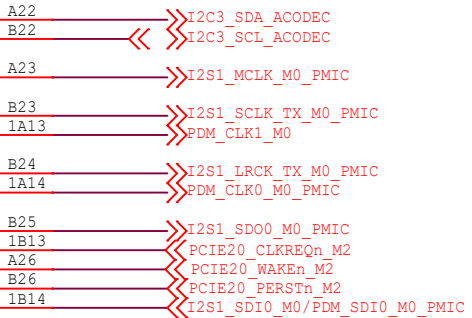 A22 I2C3_SDA_ACODEC
B22 I2C3_SCL_ACODEC
A23 I2S1_MCLK_M0_PMIC
B23 I2S1_SCLK_TX_M0_PMIC
1A13 PDM_CLK1_M0
B24 I2S1_LRCK_TX_M0_PMIC
1A14 PDM_CLK0_M0_PMIC
B25 I2S1_SDO0_M0_PMIC
1B13 PCIE20_CLKREQn_M2
A26 PCIE20_WAKEn_M2
B26 PCIE20_PERSTn_M2
1B14 I2S1_SDI0_M0/PDM_SDI0_M0_PMIC